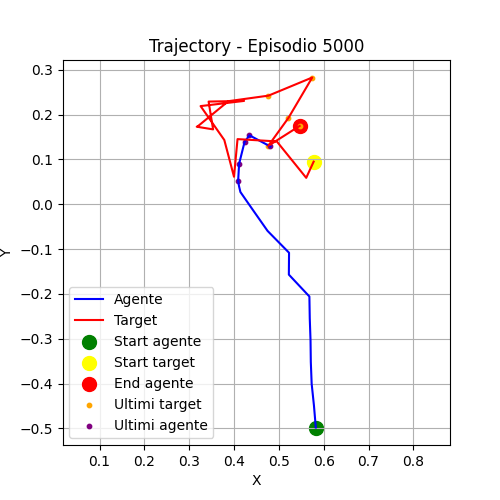 Trajectory - Episodio 5000
0.3
0.2
0.1
0.0
−0.1
−0.2
−0.3
−0.4
−0.5
Y
Agente
Target
Start agente
Start target
End agente
Ultimi target
Ultimi agente
0.1 0.2 0.3 0.4 0.5 0.6 0.7 0.8
X